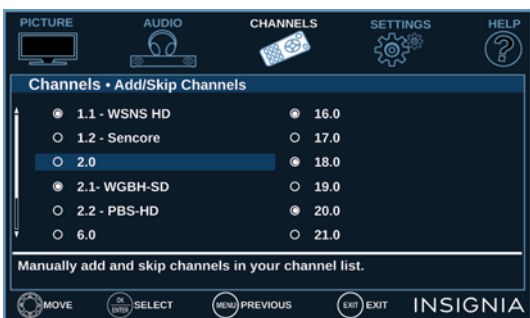 PICTURE AUDIO CHANNELS SETTINGS HELP
?
Channels • Add/Skip Channels
1.1 - WSNS HD 16.0
1.2 - Sencore 17.0
2.0 18.0
2.1- WGBH-SD 19.0
2.2 - PBS-HD 20.0
6.0 21.0
Manually add and skip channels in your channel list.
MOVE OK ENTER SELECT MENU PREVIOUS EXIT EXIT INSIGNIA